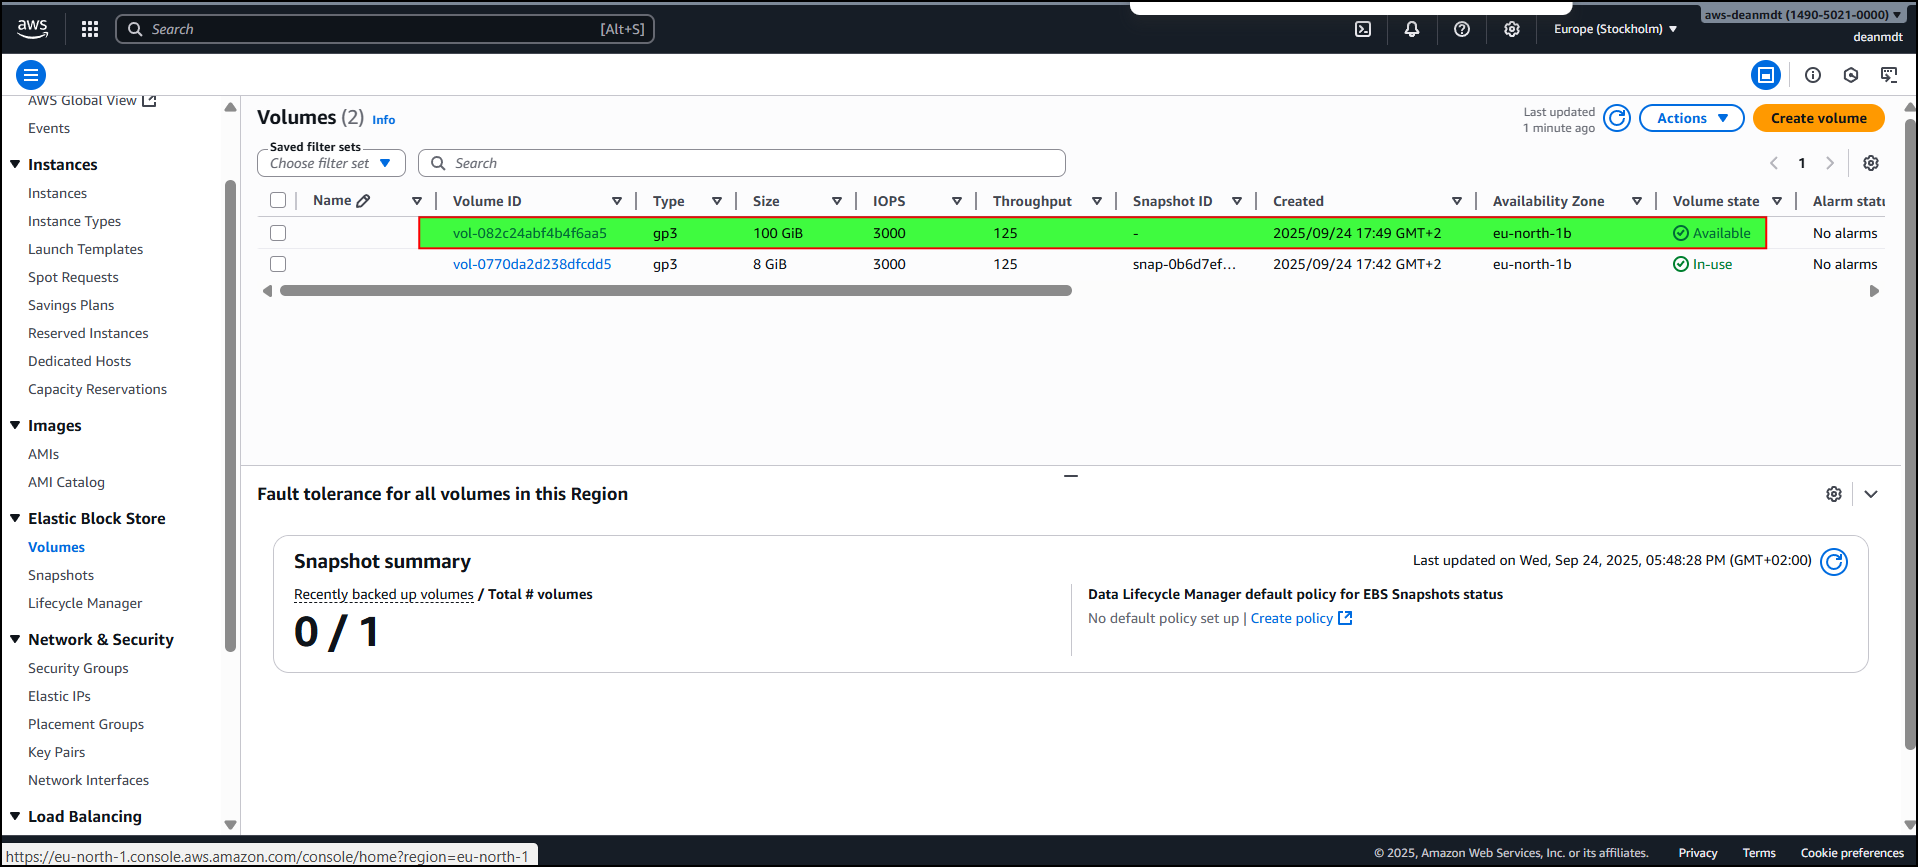 aws
Search
[Alt+S]
Europe (Stockholm)
aws-deanmdt (1490-5021-0000)
deanmdt
AWS Global View
Events
Instances
Instances
Instance Types
Launch Templates
Spot Requests
Savings Plans
Reserved Instances
Dedicated Hosts
Capacity Reservations
Images
AMIs
AMI Catalog
Elastic Block Store
Volumes
Snapshots
Lifecycle Manager
Network & Security
Security Groups
Elastic IPs
Placement Groups
Key Pairs
Network Interfaces
Load Balancing
Volumes (2) Info
Last updated
1 minute ago
Actions
Create volume
Saved filter sets
Choose filter set
Search
1
Name Volume ID Type Size IOPS Throughput Snapshot ID Created Availability Zone Volume state Alarm statu
vol-082c24abf4b4f6aa5 gp3 100 GiB 3000 125 - 2025/09/24 17:49 GMT+2 eu-north-1b Available No alarms
vol-0770da2d238dfcdd5 gp3 8 GiB 3000 125 snap-0b6d7ef... 2025/09/24 17:42 GMT+2 eu-north-1b In-use No alarms
Fault tolerance for all volumes in this Region
Snapshot summary
Last updated on Wed, Sep 24, 2025, 05:48:28 PM (GMT+02:00)
Recently backed up volumes / Total # volumes
0 / 1
Data Lifecycle Manager default policy for EBS Snapshots status
No default policy set up | Create policy
https://eu-north-1.console.aws.amazon.com/console/home?region=eu-north-1
© 2025, Amazon Web Services, Inc. or its affiliates. Privacy Terms Cookie preferences